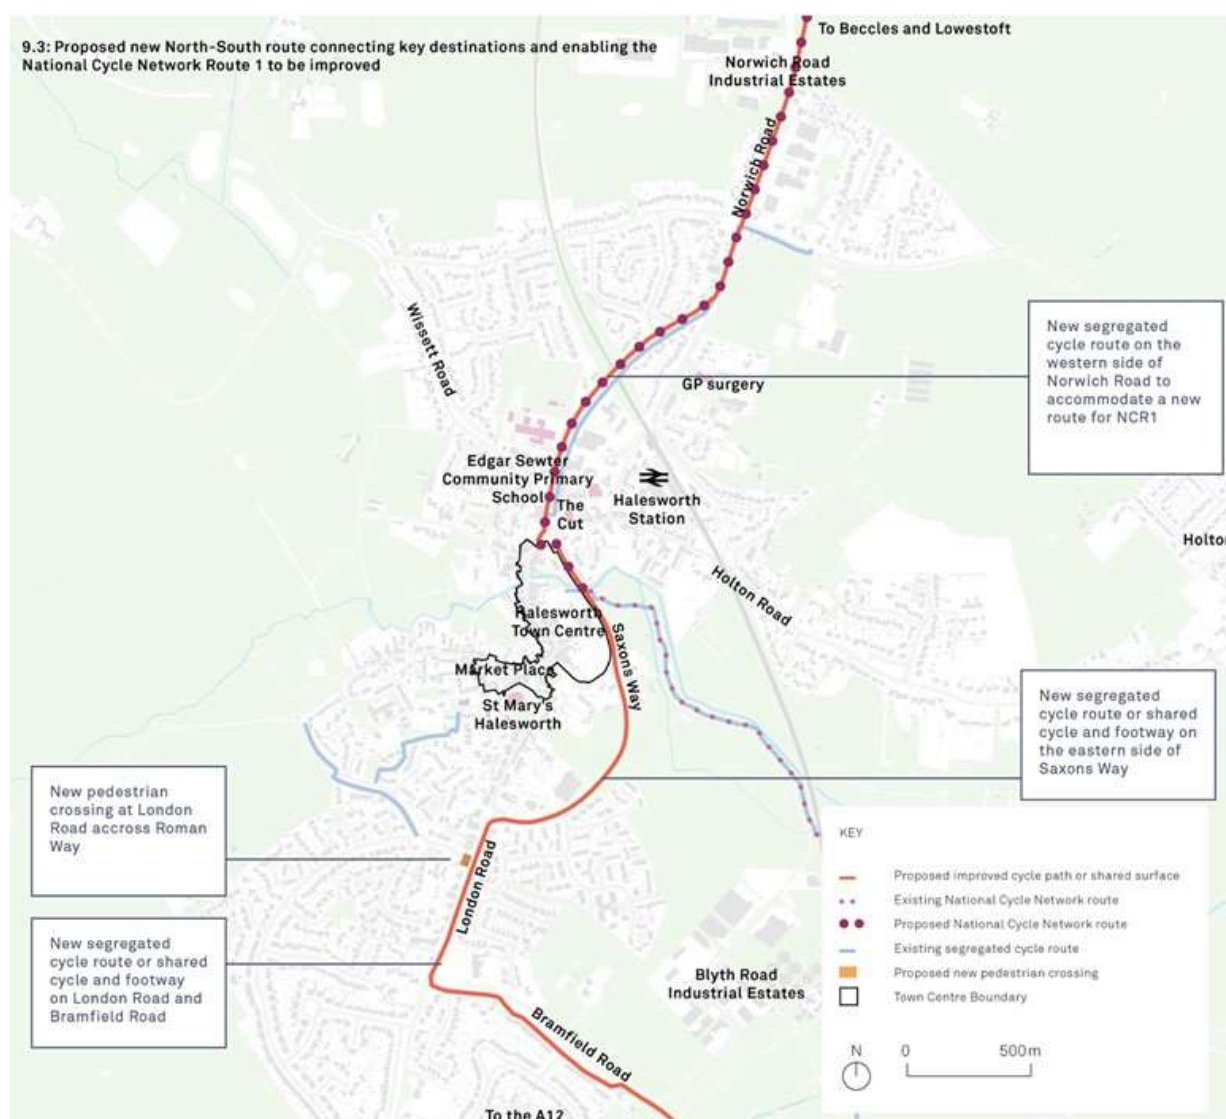 9.3: Proposed new North-South route connecting key destinations and enabling the
National Cycle Network Route 1 to be improved
To Beccles and Lowestoft
Norwich Road
Industrial Estates
Norwich Road
Wissett Road
New segregated
cycle route on the
western side of
Norwich Road to
accommodate a new
route for NCR1
GP surgery
Edgar Sewter
Community Primary
School
The
Cut
Halesworth
Station
Holton Road
Halesworth
Town Centre
Saxons Way
Market Place
St Mary's
Halesworth
New segregated
cycle route or shared
cycle and footway on
the eastern side of
Saxons Way
New pedestrian
crossing at London
Road accross Roman
Way
London Road
New segregated
cycle route or shared
cycle and footway
on London Road and
Bramfield Road
Blyth Road
Industrial Estates
Bramfield Road
To the A12
KEY
Proposed improved cycle path or shared surface
Existing National Cycle Network route
Proposed National Cycle Network route
Existing segregated cycle route
Proposed new pedestrian crossing
Town Centre Boundary
N
0 500m